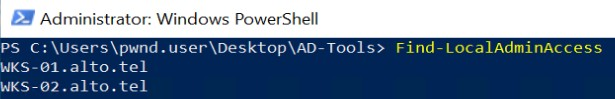 Administrator: Windows PowerShell
PS C:\Users\pwnd.user\Desktop\AD-Tools> Find-LocalAdminAccess
WKS-01.alto.tel
WKS-02.alto.tel